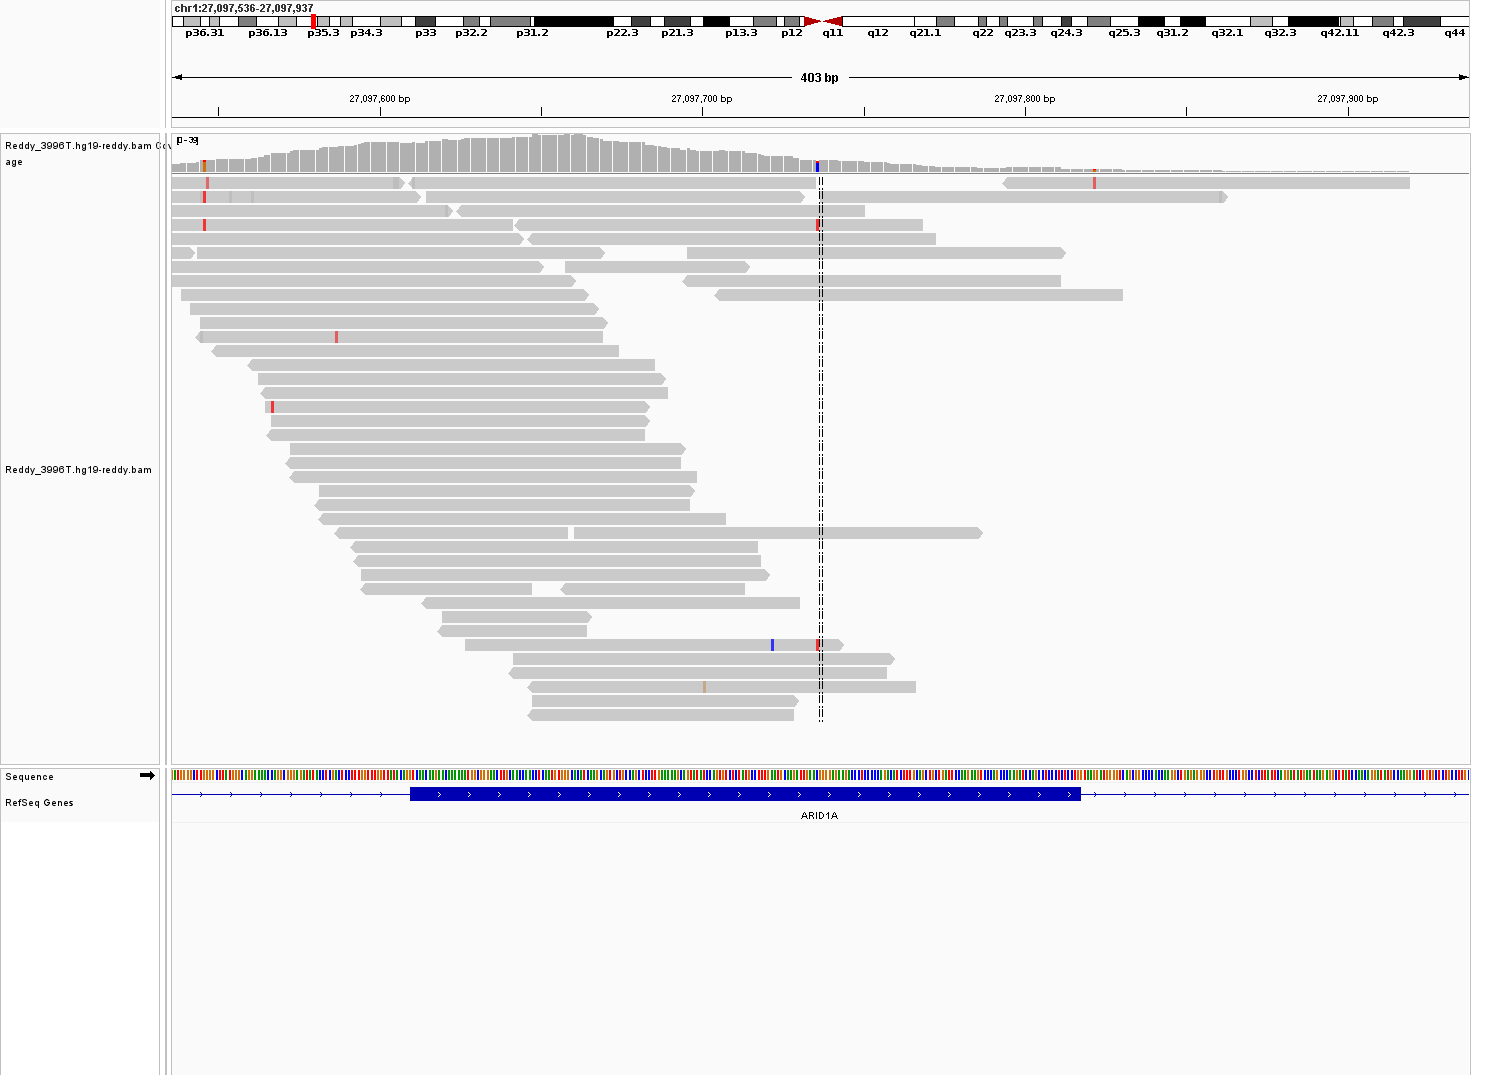 chr1:27,097,536-27,097,937
p36.31 p36.13 p35.3 p34.3 p33 p32.2 p31.2 p22.3 p21.3 p13.3 p12 q11 q12 q21.1 q22 q23.3 q24.3 q25.3 q31.2 q32.1 q32.3 q42.11 q42.3 q44
403 bp
27,097,600 bp 27,097,700 bp 27,097,800 bp 27,097,900 bp
[0 - 39]
Reddy_3996T.hg19-reddy.bam Cov
age
Reddy_3996T.hg19-reddy.bam
Sequence
RefSeq Genes
ARID1A